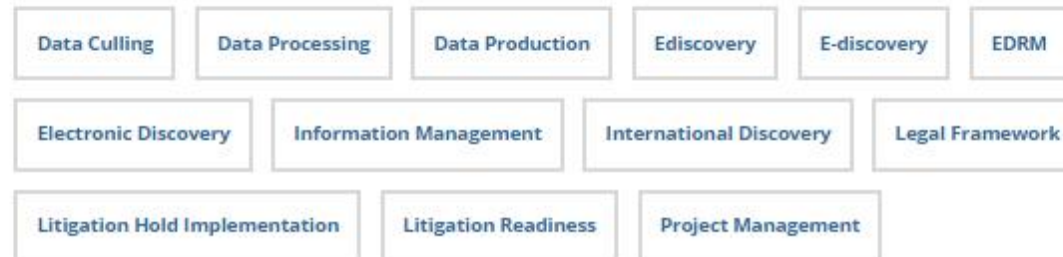 Data Culling Data Processing Data Production Ediscovery E-discovery EDRM
Electronic Discovery Information Management International Discovery Legal Framework
Litigation Hold Implementation Litigation Readiness Project Management